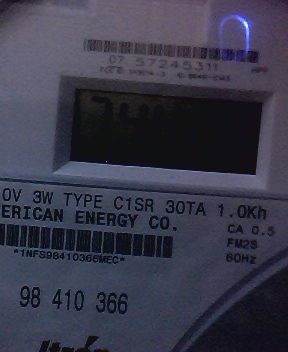 07 57245311
0V 3W TYPE C1SR 30TA 1.0Kh
ERICAN ENERGY CO.
CA 0.5
FM2S
60Hz
*1NFS98410366MEC*
98 410 366
Itrón